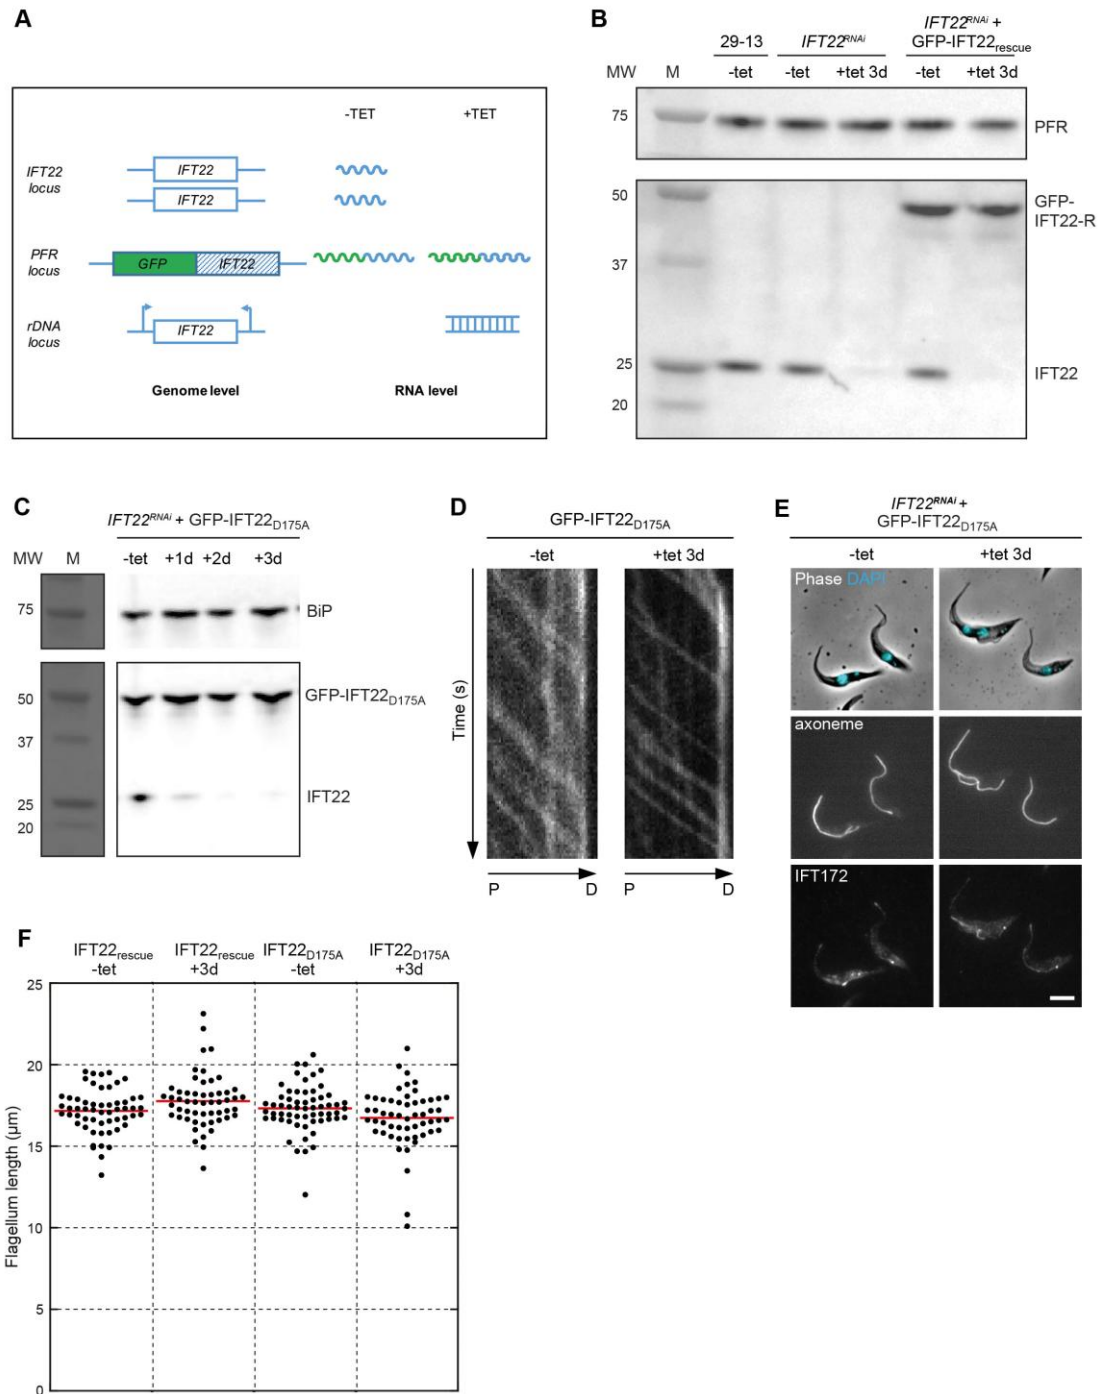 A
-TET +TET
IFT22
locus
IFT22
IFT22
PFR
locus
GFP IFT22
rDNA
locus
IFT22
Genome level RNA level
B
29-13 IFT22RNAi IFT22RNAi +
GFP-IFT22rescue
MW M -tet -tet +tet 3d -tet +tet 3d
75 PFR
50 GFP-
IFT22-R
37
25 IFT22
20
C
IFT22RNAi + GFP-IFT22D175A
MW M -tet +1d +2d +3d
75 BiP
50 GFP-IFT22D175A
37
25 IFT22
20
D
GFP-IFT22D175A
-tet +tet 3d
Time (s)
P D P D
E
IFT22RNAi +
GFP-IFT22D175A
-tet +tet 3d
Phase DAPI
axoneme
IFT172
F
IFT22rescue IFT22rescue IFT22D175A IFT22D175A
-tet +3d -tet +3d
Flagellum length (µm)
25
20
15
10
5
0